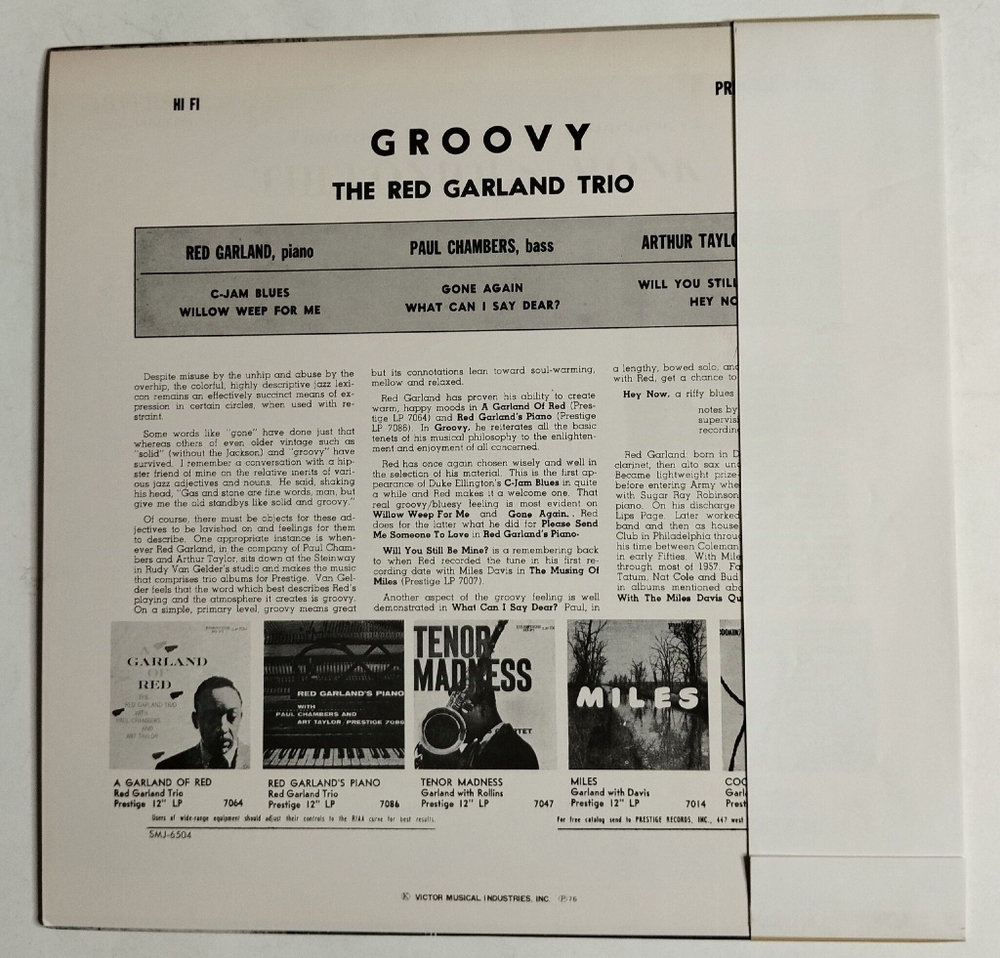 HI FI
PR
GROOVY
THE RED GARLAND TRIO
RED GARLAND, piano
PAUL CHAMBERS, bass
ARTHUR TAYLO
C-JAM BLUES
WILLOW WEEP FOR ME
GONE AGAIN
WHAT CAN I SAY DEAR?
WILL YOU STILL
HEY NO
Despite misuse by the unhip and abuse by the
overhip, the colorful, highly descriptive jazz lexi-
con remains an effectively succinct means of ex-
pression in certain circles, when used with re-
straint.
Some words like "gone" have done just that
whereas others of even older vintage such as
"solid" (without the Jackson) and "groovy" have
survived. I remember a conversation with a hip-
ster friend of mine on the relative merits of vari-
ous jazz adjectives and nouns. He said, shaking
his head, "Gas and stone are fine words, man, but
give me the old standbys like solid and groovy."
Of course, there must be objects for these ad-
jectives to be lavished on and feelings for them
to describe. One appropriate instance is when-
ever Red Garland, in the company of Paul Cham-
bers and Arthur Taylor, sits down at the Steinway
in Rudy Van Gelder's studio and makes the music
that comprises trio albums for Prestige. Van Gel-
der feels that the word which best describes Red's
playing and the atmosphere it creates is groovy.
On a simple, primary level, groovy means great
but its connotations lean toward soul-warming,
mellow and relaxed.
Red Garland has proven his ability to create
warm, happy moods in A Garland Of Red (Pres-
tige LP 7064) and Red Garland's Piano (Prestige
LP 7086). In Groovy, he reiterates all the basic
tenets of his musical philosophy to the enlighten-
ment and enjoyment of all concerned.
Red has once again chosen wisely and well in
the selection of his material. This is the first ap-
pearance of Duke Ellington's C-Jam Blues in quite
a while and Red makes it a welcome one. That
real groovy/bluesy feeling is most evident on
Willow Weep For Me and Gone Again. Red
does for the latter what he did for Please Send
Me Someone To Love in Red Garland's Piano.
Will You Still Be Mine? is a remembering back
to when Red recorded the tune in his first re-
cording date with Miles Davis in The Musing Of
Miles (Prestige LP 7007).
Another aspect of the groovy feeling is well
demonstrated in What Can I Say Dear? Paul, in
a lengthy, bowed solo, and
with Red, get a chance to
Hey Now, a riffy blues
notes by
supervisi
recordin
Red Garland: born in D
clarinet, then alto sax und
Became lightweight prize
before entering Army whe
with Sugar Ray Robinson
piano. On his discharge
Lips Page. Later worked
band and then as house
Club in Philadelphia throu
his time between Coleman
in early Fifties. With Mile
through most of 1957. Fa
Tatum, Nat Cole and Bud
in albums mentioned abo
With The Miles Davis Qu
A
GARLAND
OF
RED
THE
RED GARLAND TRIO
WITH
PAUL CHAMBERS
AND
ART TAYLOR
RED GARLAND'S PIANO
WITH
PAUL CHAMBERS AND
ART TAYLOR/PRESTIGE 7086
TENOR
MADNESS
MILES
A GARLAND OF RED
Red Garland Trio
Prestige 12" LP 7064
RED GARLAND'S PIANO
Red Garland Trio
Prestige 12" LP 7086
TENOR MADNESS
Garland with Rollins
Prestige 12" LP 7047
MILES
Garland with Davis
Prestige 12" LP 7014
COO
Garl
Prest
Users of wide-range equipment should adjust their controls to the RIAA curve for best results.
For free catalog send to PRESTIGE RECORDS, INC., 447 west
SMJ-6504
Ⓚ VICTOR MUSICAL INDUSTRIES, INC. Ⓟ76